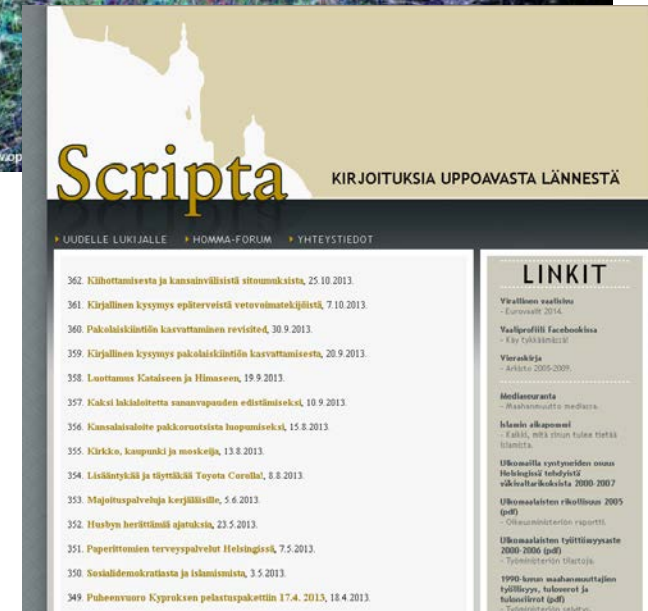 Scripta
KIRJOITUKSIA UPPOAVASTA LÄNNESTÄ
UUDELLE LUKIJALLE HOMMA-FORUM YHTEYSTIEDOT
362. Kiihottamisesta ja kansainvälisistä sitoumuksista, 25.10.2013.
361. Kirjallinen kysymys epäterveistä vetovoimatekijöistä, 7.10.2013.
360. Pakolaiskiintiön kasvattaminen revisited, 30.9.2013.
359. Kirjallinen kysymys pakolaiskiintiön kasvattamisesta, 20.9.2013.
358. Luottamus Kataiseen ja Himaseen, 19.9.2013.
357. Kaksi lakialoitetta sananvapauden edistämiseksi, 10.9.2013.
356. Kansalaisaloite pakkoruotsista luopumiseksi, 15.8.2013.
355. Kirkko, kaupunki ja moskeija, 13.8.2013.
354. Lisääntykää ja täyttäkää Toyota Corolla!, 8.8.2013.
353. Majoituspalveluja kerjäläisille, 5.6.2013.
352. Husbyn herättämiä ajatuksia, 23.5.2013.
351. Paperittomien terveyspalvelut Helsingissä, 7.5.2013.
350. Sosialidemokratiasta ja islamismista, 3.5.2013.
349. Puheenvuoro Kyproksen pelastuspakettiin 17.4. 2013, 18.4.2013.
LINKIT
Virallinen vaalisivu
- Eurovaalit 2014.
Vaaliprofiili Facebookissa
- Käy tykkäämässä!
Vieraskirja
- Arkisto 2005-2009.
Mediaseuranta
- Maahanmuutto mediassa.
Islamin aikapommi
- Kaikki, mitä sinun tulee tietää
islamista.
Ulkomailla syntyneiden osuus
Helsingissä tehdyistä
väkivaltarikoksista 2000-2007
Ulkomaalaisten rikollisuus 2005
(pdf)
- Oikeusministeriön raportti.
Ulkomaalaisten työttömyysaste
2000-2006 (pdf)
- Työministeriön tilastoja.
1990-luvun maahanmuuttajien
työllisyys, tuloerot ja
tulonsiirrot (pdf)
- Työministeriön selvitys.